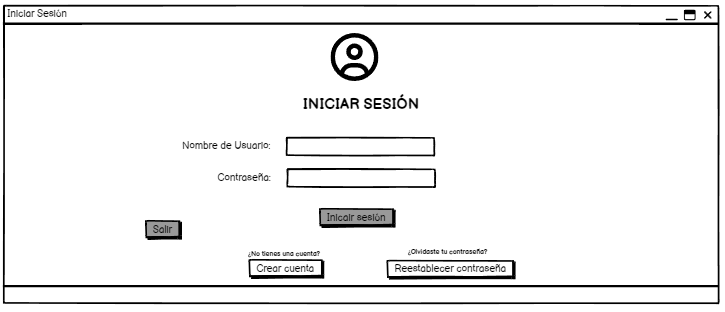 Iniciar Sesión
INICIAR SESIÓN
Nombre de Usuario:
Contraseña:
Inicair sesión
Salir
¿No tienes una cuenta?
¿Olvidaste tu contraseña?
Crear cuenta
Reestablecer contraseña